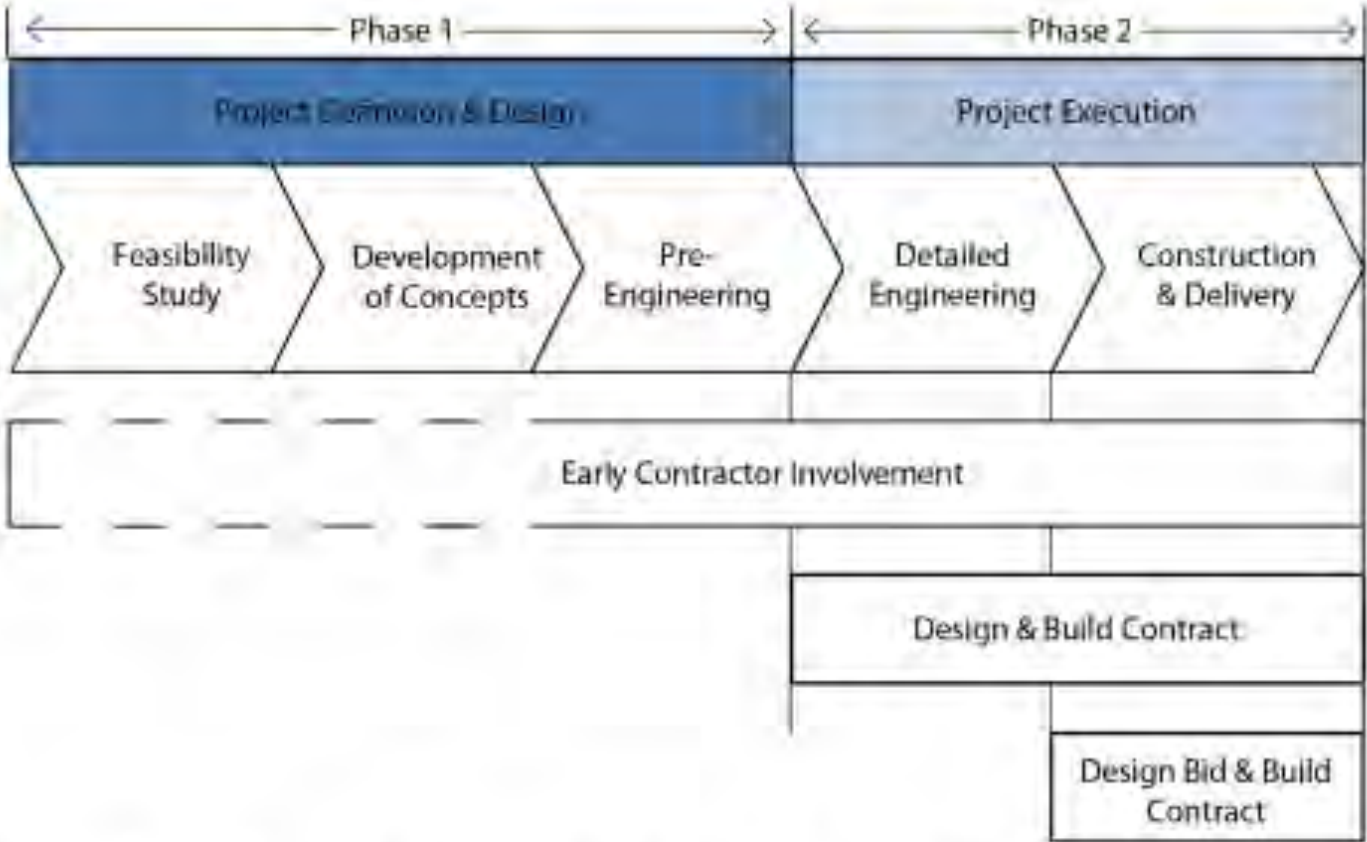 Phase 1
Phase 2
Project Definition & Design
Project Execution
Feasibility
Study
Development
of Concepts
Pre-
Engineering
Detailed
Engineering
Construction
& Delivery
Early Contractor Involvement
Design & Build Contract
Design Bid & Build
Contract